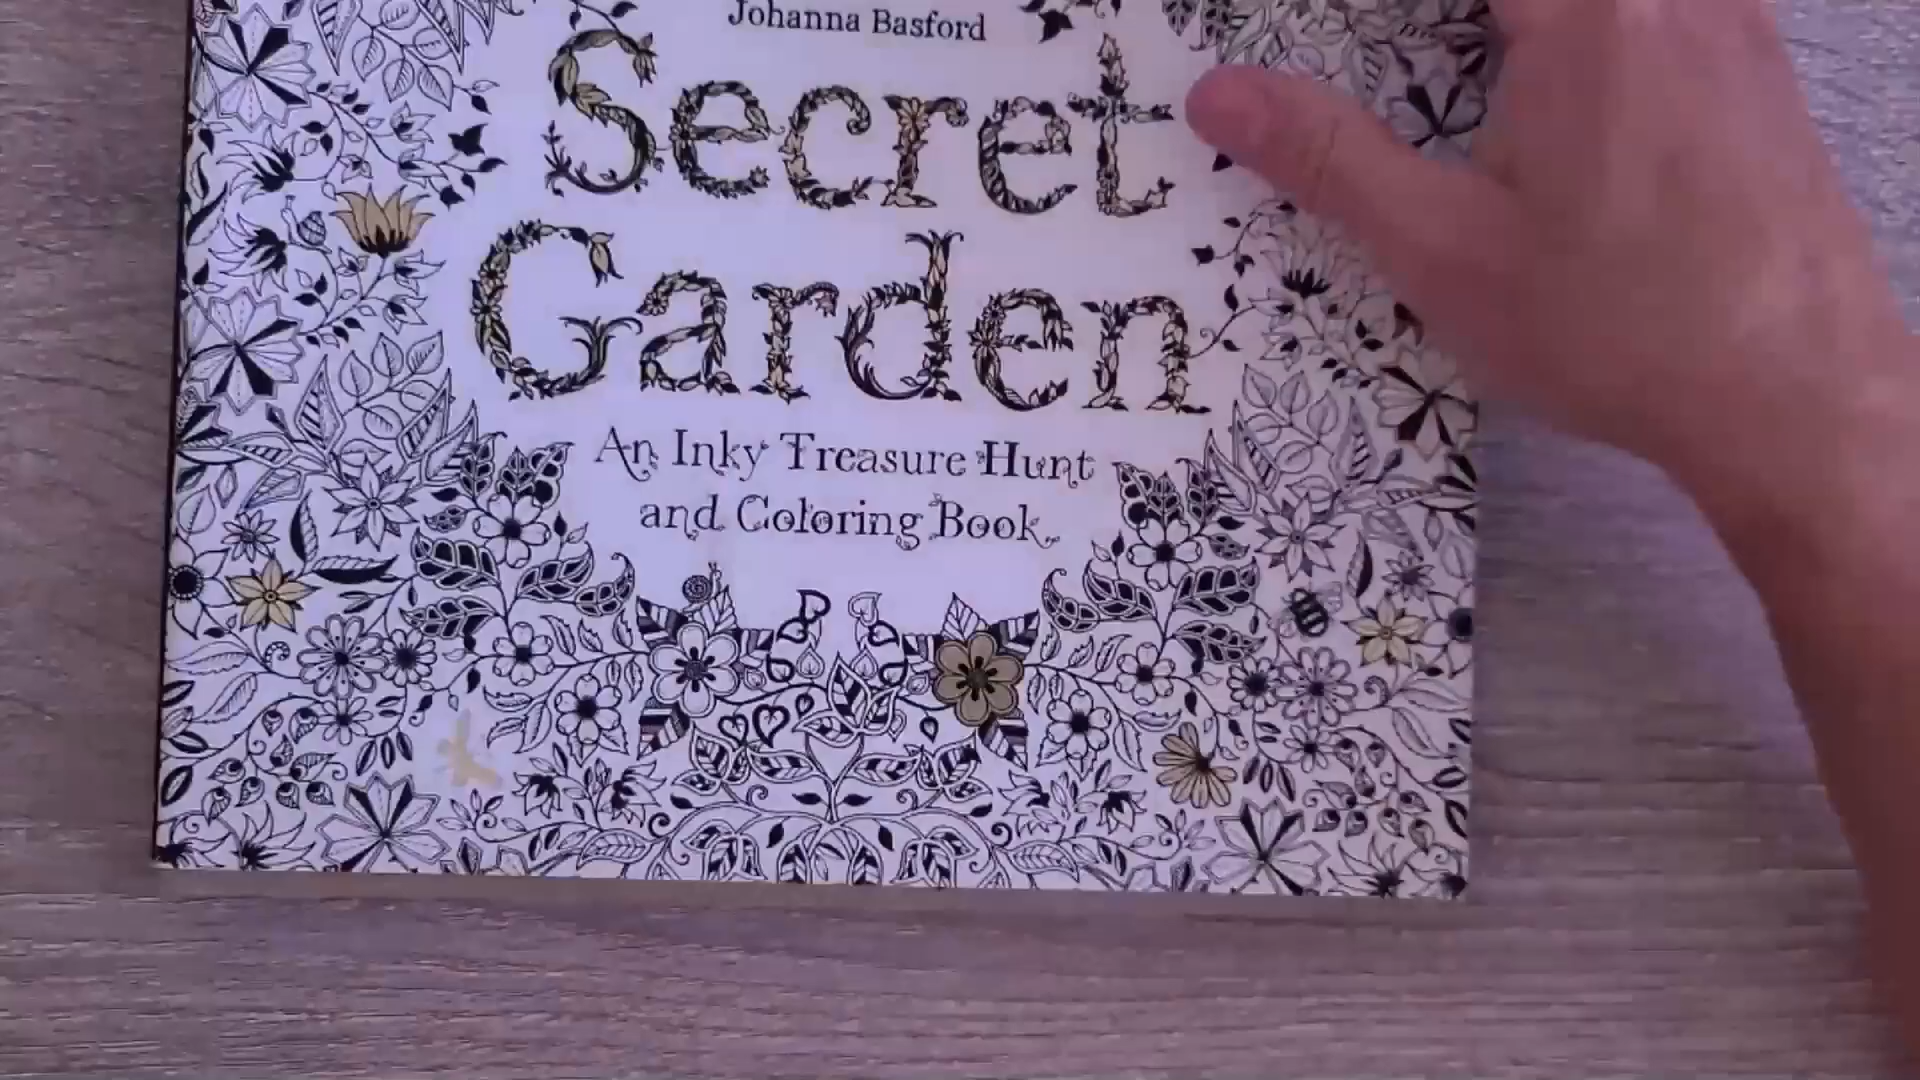 Johanna Basford
Secret
Garden
An Inky Treasure Hunt
and Coloring Book